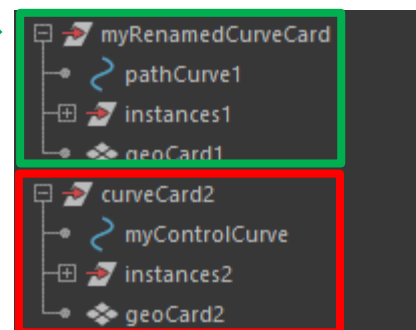 myRenamedCurveCard
pathCurve1
instances1
geoCard1
curveCard2
myControlCurve
instances2
geoCard2